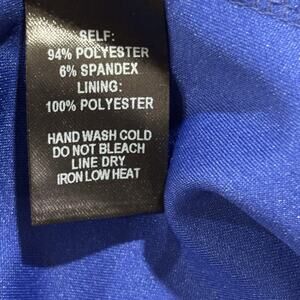 SELF:
94% POLYESTER
6% SPANDEX
LINING:
100% POLYESTER
HAND WASH COLD
DO NOT BLEACH
LINE DRY
IRON LOW HEAT